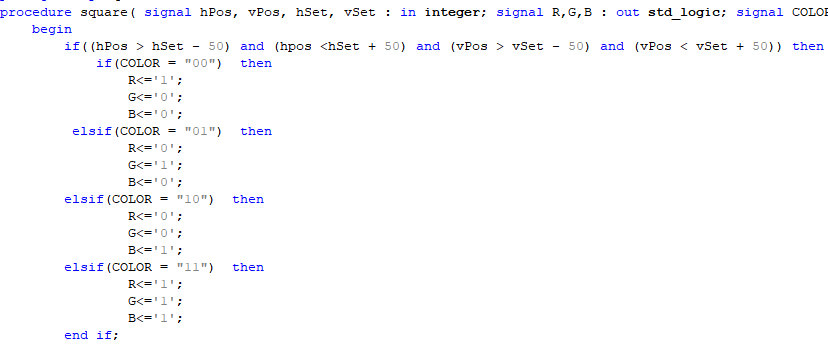 procedure square( signal hPos, vPos, hSet, vSet : in integer; signal R,G,B : out std_logic; signal COLOR
begin
if((hPos > hSet - 50) and (hpos <hSet + 50) and (vPos > vSet - 50) and (vPos < vSet + 50)) then
if(COLOR = "00") then
R<='1';
G<='0';
B<='0';
elsif(COLOR = "01") then
R<='0';
G<='1';
B<='0';
elsif(COLOR = "10") then
R<='0';
G<='0';
B<='1';
elsif(COLOR = "11") then
R<='1';
G<='1';
B<='1';
end if;